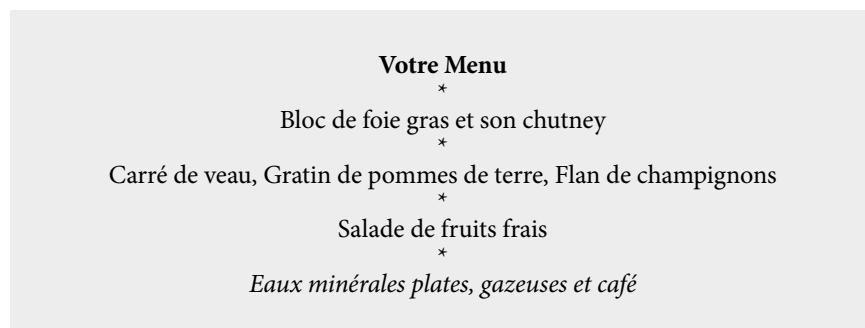 Votre Menu
*
Bloc de foie gras et son chutney
*
Carré de veau, Gratin de pommes de terre, Flan de champignons
*
Salade de fruits frais
*
Eaux minérales plates, gazeuses et café